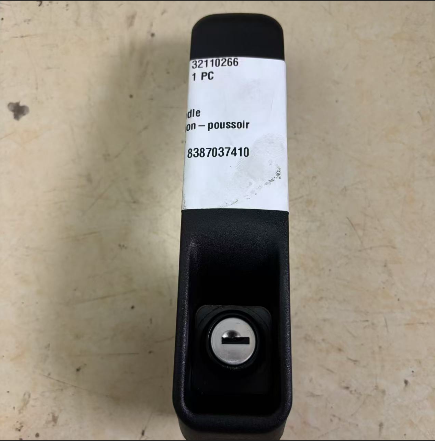 32110266
1 PC
dle
on – poussoir
8387037410